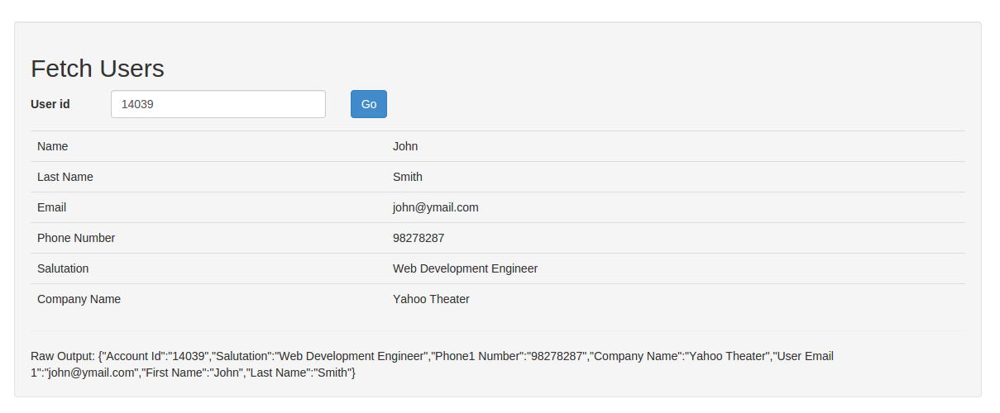 Fetch Users
User id 14039 Go
Name John
Last Name Smith
Email john@ymail.com
Phone Number 98278287
Salutation Web Development Engineer
Company Name Yahoo Theater
Raw Output: {"Account Id":"14039","Salutation":"Web Development Engineer","Phone1 Number":"98278287","Company Name":"Yahoo Theater","User Email
1":"john@ymail.com","First Name":"John","Last Name":"Smith"}